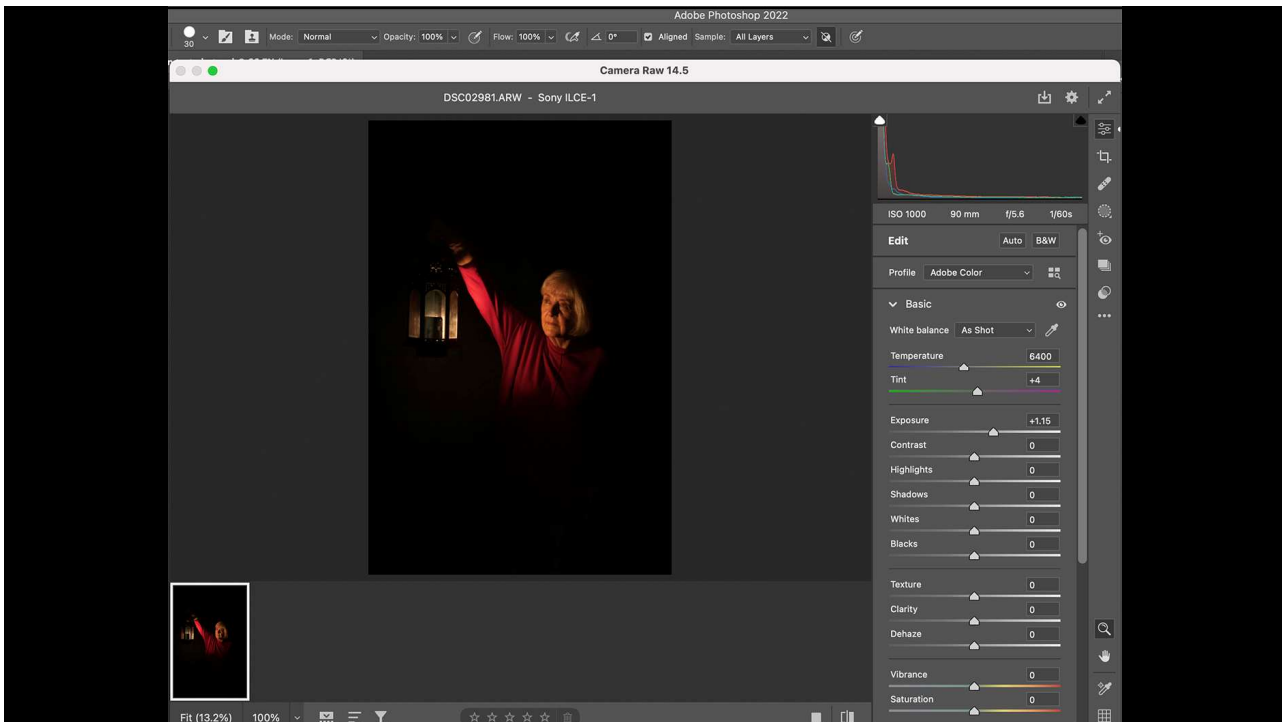 Adobe Photoshop 2022
30 Mode: Normal Opacity: 100% Flow: 100% 0° Aligned Sample: All Layers
Camera Raw 14.5
DSC02981.ARW - Sony ILCE-1
ISO 1000 90 mm f/5.6 1/60s
Edit Auto B&W
Profile Adobe Color
Basic
White balance As Shot
Temperature 6400
Tint +4
Exposure +1.15
Contrast 0
Highlights 0
Shadows 0
Whites 0
Blacks 0
Texture 0
Clarity 0
Dehaze 0
Vibrance 0
Saturation 0
Fit (13.2%) 100%